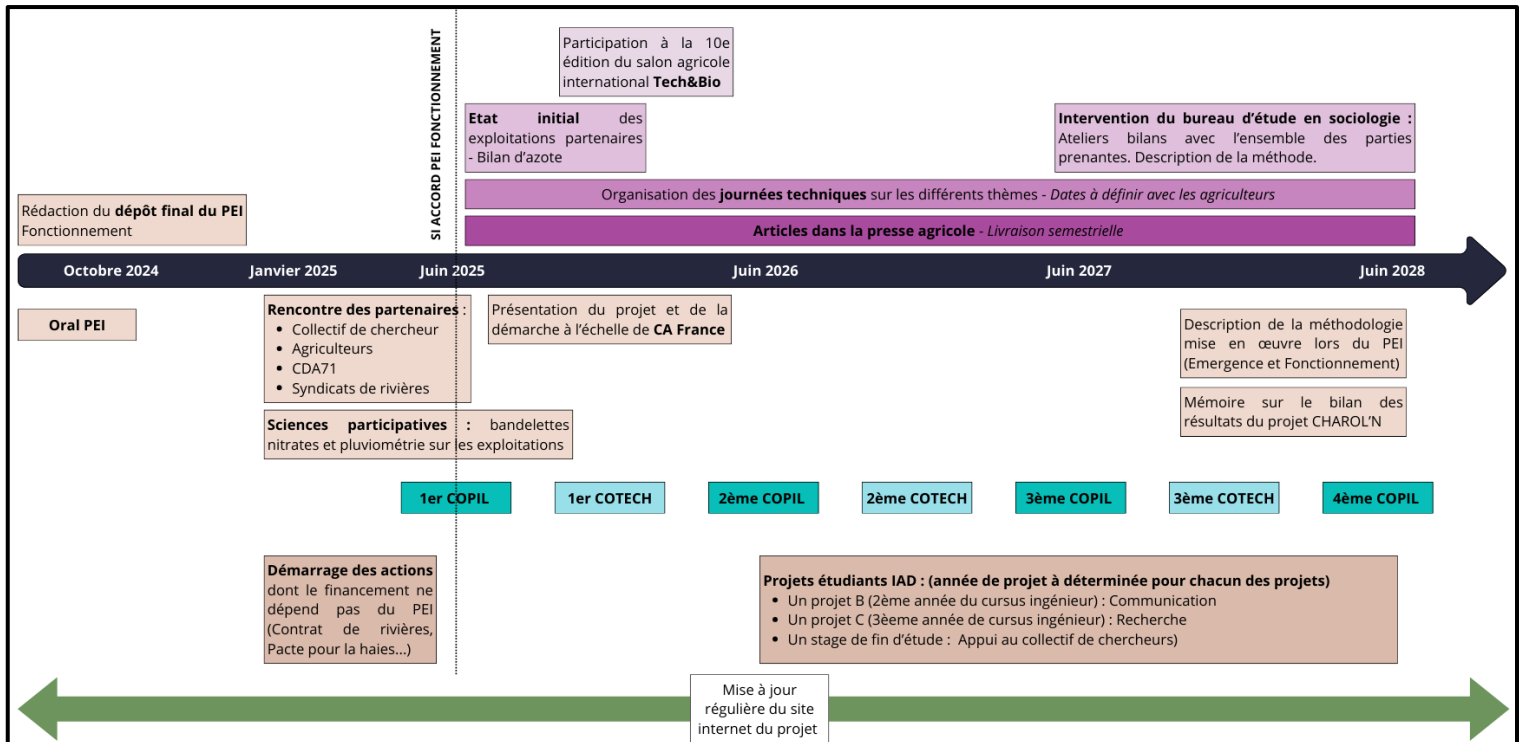 SI ACCORD PEI FONCTIONNEMENT
Participation à la 10e
édition du salon agricole
international Tech&Bio
Etat initial des
exploitations partenaires
- Bilan d’azote
Intervention du bureau d’étude en sociologie :
Ateliers bilans avec l’ensemble des parties
prenantes. Description de la méthode.
Organisation des journées techniques sur les différents thèmes - Dates à définir avec les agriculteurs
Rédaction du dépôt final du PEI
Fonctionnement
Articles dans la presse agricole - Livraison semestrielle
Octobre 2024
Janvier 2025
Juin 2025
Juin 2026
Juin 2027
Juin 2028
Oral PEI
Rencontre des partenaires :
• Collectif de chercheur
• Agriculteurs
• CDA71
• Syndicats de rivières
Présentation du projet et de la
démarche à l’échelle de CA France
Description de la méthodologie
mise en œuvre lors du PEI
(Emergence et Fonctionnement)
Mémoire sur le bilan des
résultats du projet CHAROL’N
Sciences participatives : bandelettes
nitrates et pluviométrie sur les exploitations
1er COPIL
1er COTECH
2ème COPIL
2ème COTECH
3ème COPIL
3ème COTECH
4ème COPIL
Démarrage des actions
dont le financement ne
dépend pas du PEI
(Contrat de rivières,
Pacte pour la haies...)
Projets étudiants IAD : (année de projet à déterminée pour chacun des projets)
• Un projet B (2ème année du cursus ingénieur) : Communication
• Un projet C (3èeme année de cursus ingénieur) : Recherche
• Un stage de fin d’étude : Appui au collectif de chercheurs)
Mise à jour
régulière du site
internet du projet